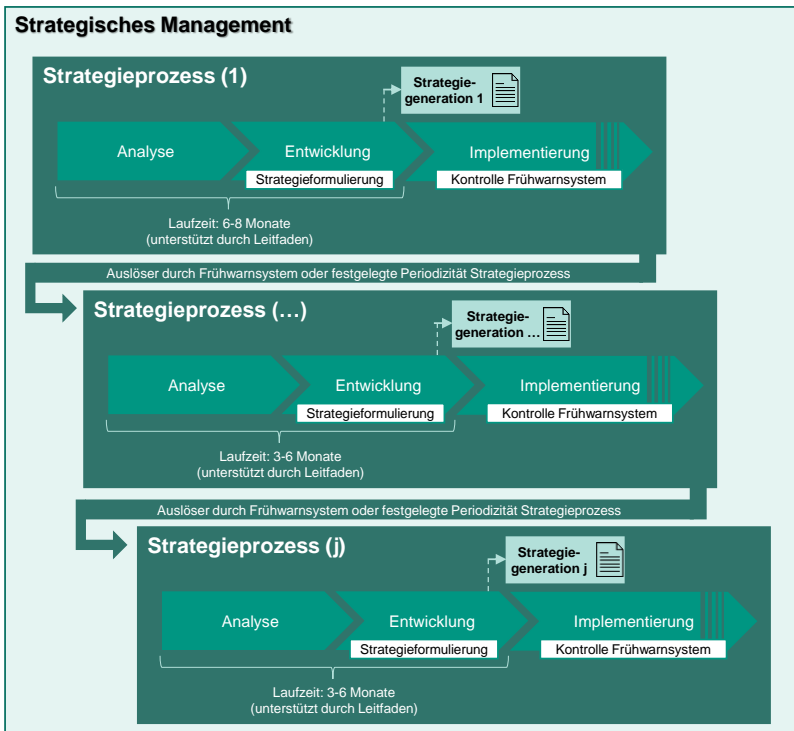 Strategisches Management
Strategieprozess (1)
Strategie-
generation 1
Analyse
Entwicklung
Implementierung
Strategieformulierung
Kontrolle Frühwarnsystem
Laufzeit: 6-8 Monate
(unterstützt durch Leitfaden)
Auslöser durch Frühwarnsystem oder festgelegte Periodizität Strategieprozess
Strategieprozess (…)
Strategie-
generation …
Analyse
Entwicklung
Implementierung
Strategieformulierung
Kontrolle Frühwarnsystem
Laufzeit: 3-6 Monate
(unterstützt durch Leitfaden)
Auslöser durch Frühwarnsystem oder festgelegte Periodizität Strategieprozess
Strategieprozess (j)
Strategie-
generation j
Analyse
Entwicklung
Implementierung
Strategieformulierung
Kontrolle Frühwarnsystem
Laufzeit: 3-6 Monate
(unterstützt durch Leitfaden)